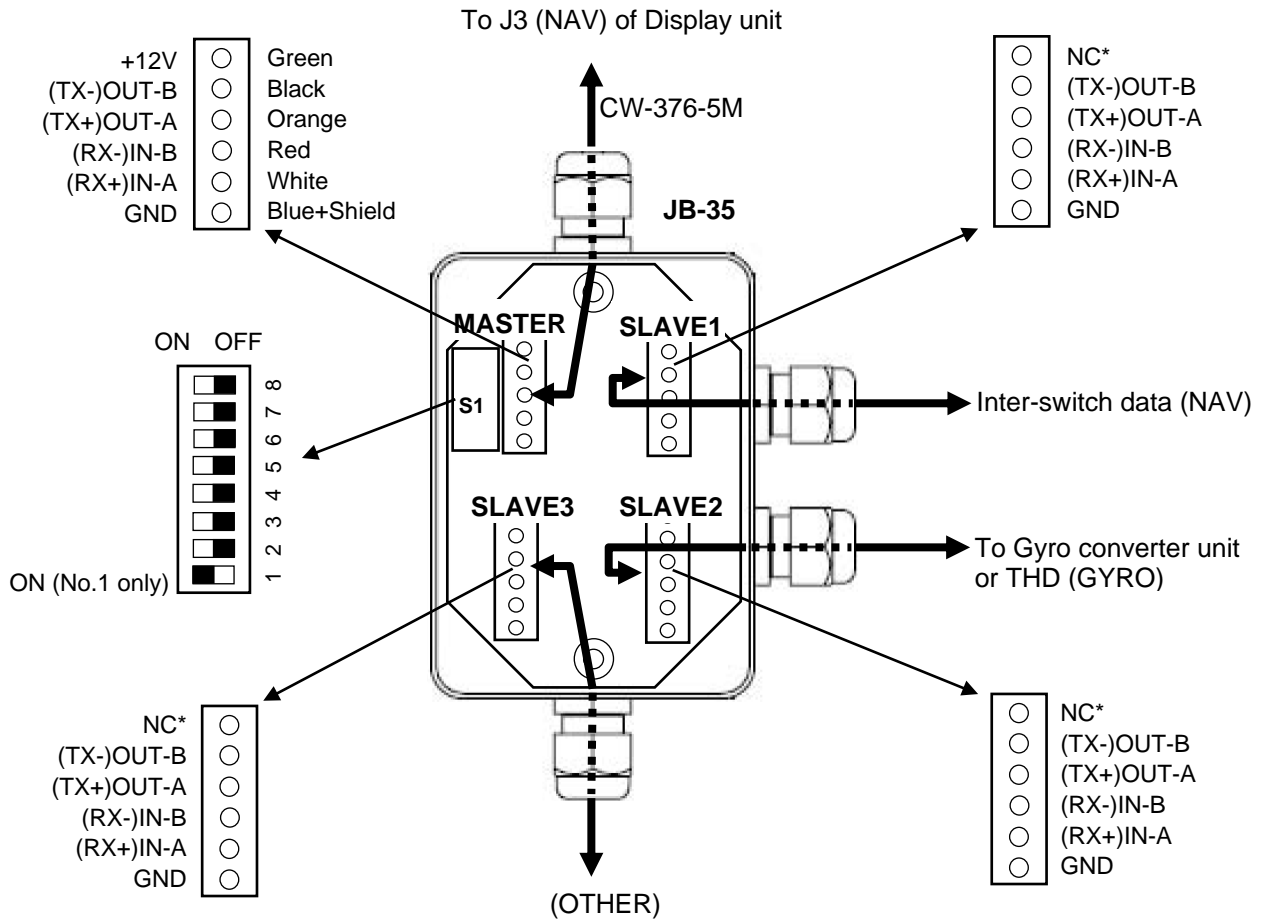 To J3 (NAV) of Display unit
+12V Green
(TX-)OUT-B Black
(TX+)OUT-A Orange
(RX-)IN-B Red
(RX+)IN-A White
GND Blue+Shield
NC*
(TX-)OUT-B
(TX+)OUT-A
(RX-)IN-B
(RX+)IN-A
GND
CW-376-5M
JB-35
MASTER
SLAVE1
S1
ON OFF
8
7
6
5
4
3
2
1
ON (No.1 only)
Inter-switch data (NAV)
SLAVE3
SLAVE2
To Gyro converter unit
or THD (GYRO)
NC*
(TX-)OUT-B
(TX+)OUT-A
(RX-)IN-B
(RX+)IN-A
GND
NC*
(TX-)OUT-B
(TX+)OUT-A
(RX-)IN-B
(RX+)IN-A
GND
(OTHER)